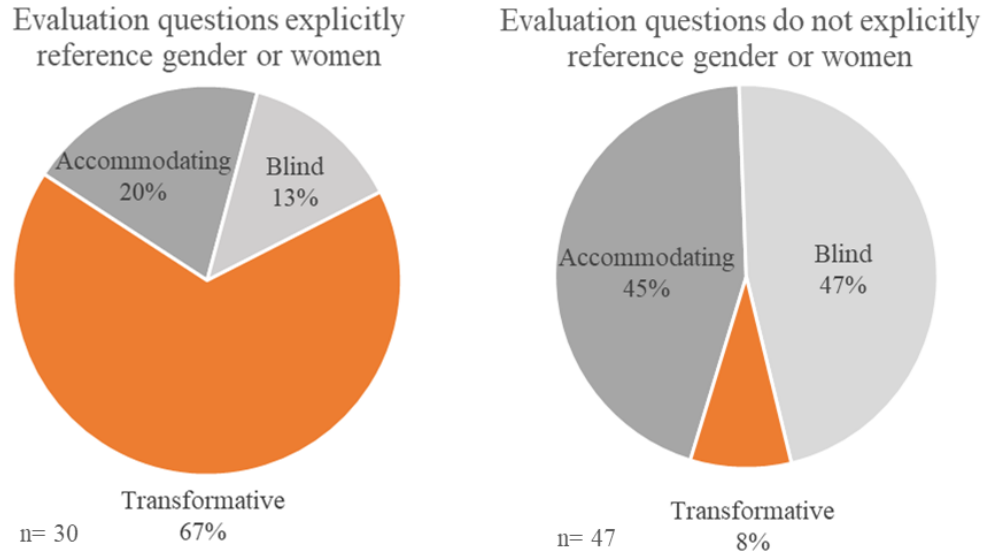 Evaluation questions explicitly
reference gender or women
Accommodating
20%
Blind
13%
Transformative
67%
n= 30
Evaluation questions do not explicitly
reference gender or women
Accommodating
45%
Blind
47%
Transformative
8%
n= 47